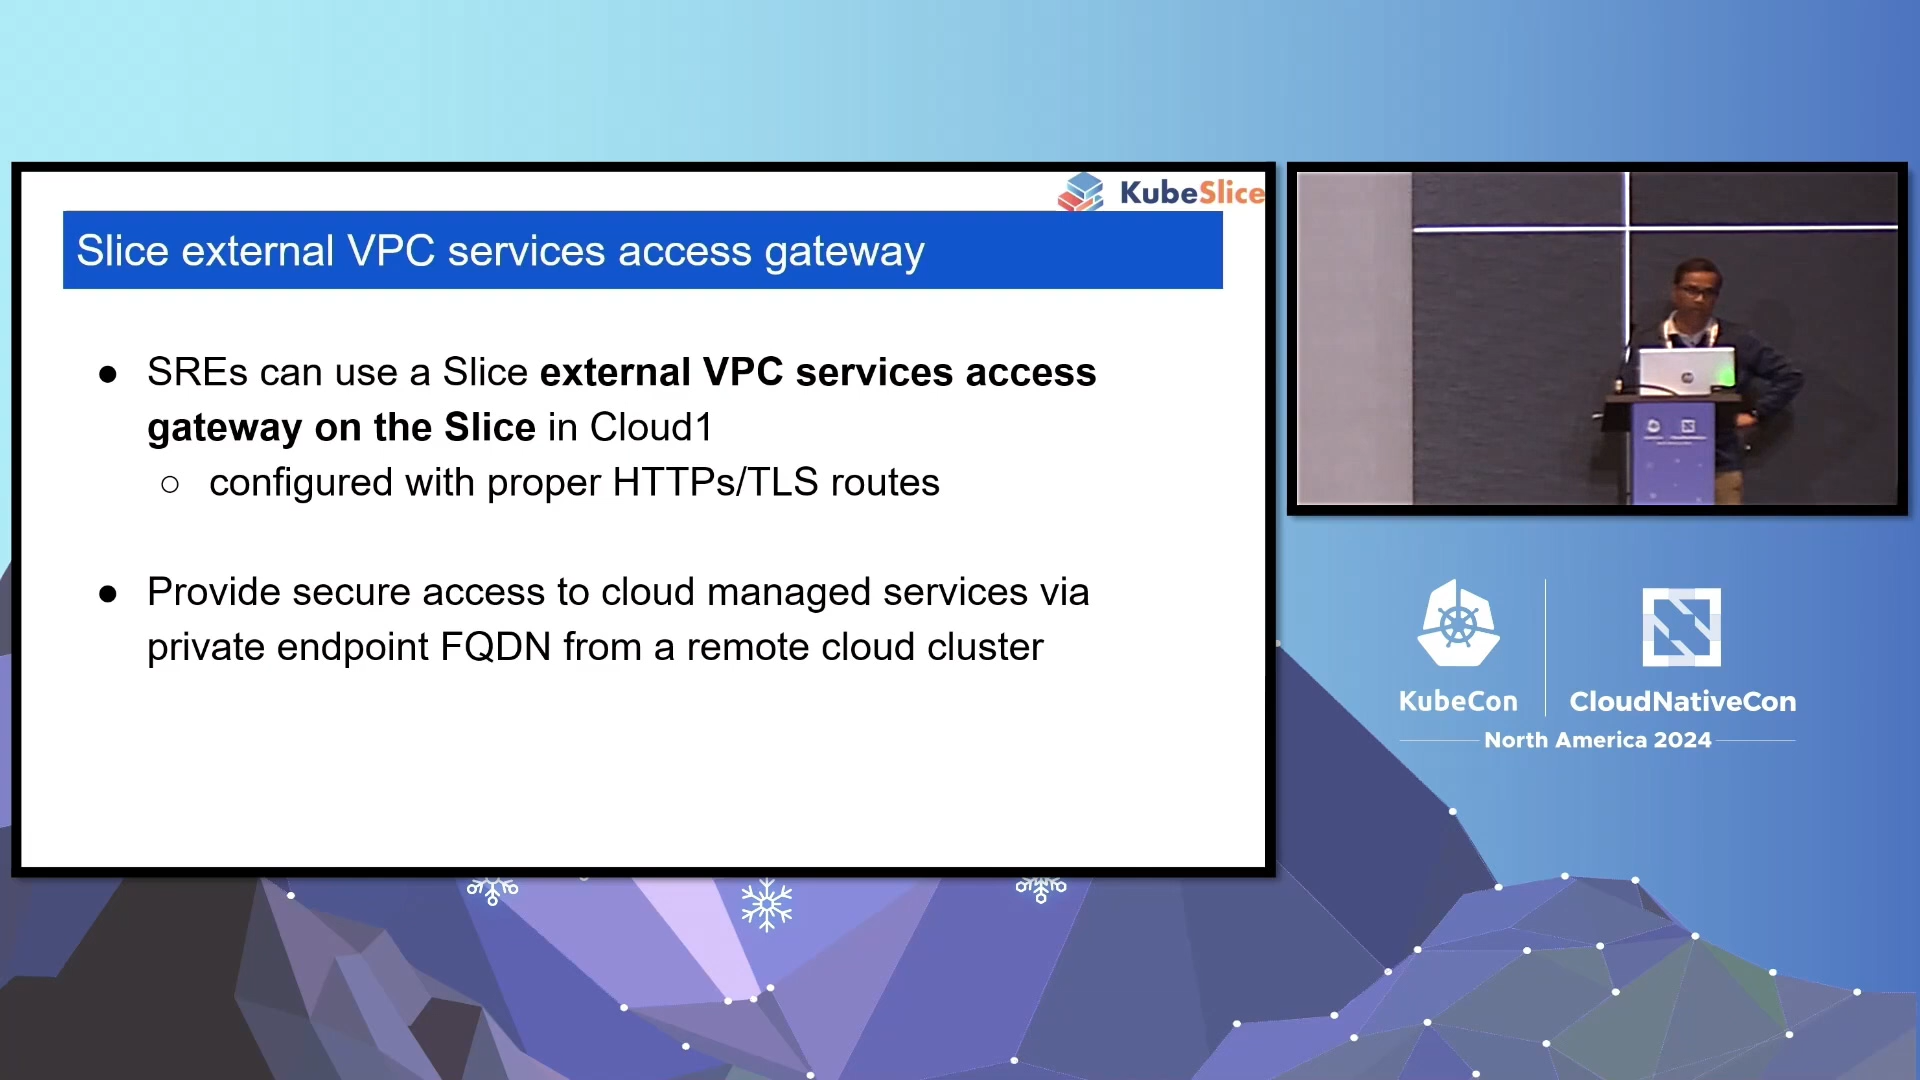 KubeSlice
Slice external VPC services access gateway
● SREs can use a Slice external VPC services access
gateway on the Slice in Cloud1
○ configured with proper HTTPs/TLS routes
● Provide secure access to cloud managed services via
private endpoint FQDN from a remote cloud cluster
KubeCon
CloudNativeCon
North America 2024